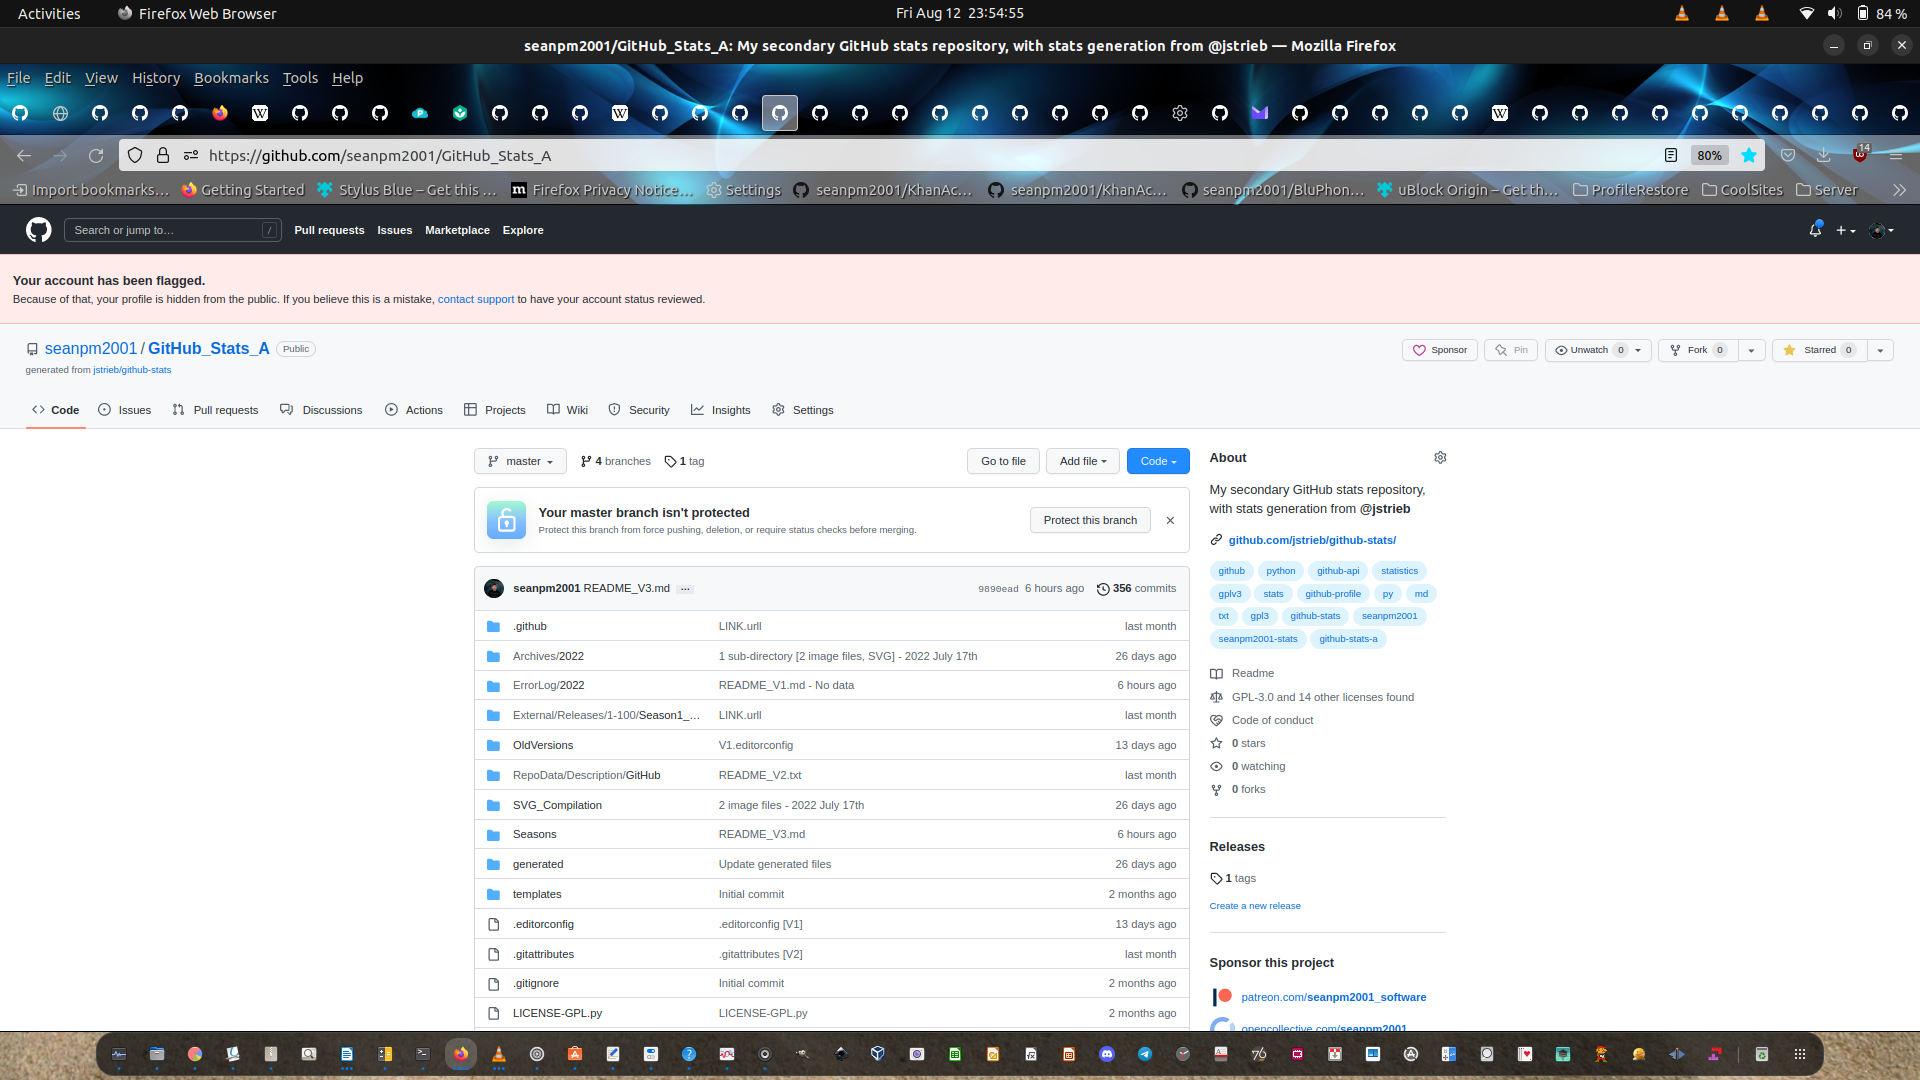 Activities
Firefox Web Browser
Fri Aug 12 23:54:55
84 %
seanpm2001/GitHub_Stats_A: My secondary GitHub stats repository, with stats generation from @jstrieb — Mozilla Firefox
File Edit View History Bookmarks Tools Help
https://github.com/seanpm2001/GitHub_Stats_A
80%
14
Import bookmarks… Getting Started Stylus Blue – Get this … Firefox Privacy Notice… Settings seanpm2001/KhanAc… seanpm2001/KhanAc… seanpm2001/BluPhon… uBlock Origin – Get th… ProfileRestore CoolSites Server
Search or jump to… /
Pull requests Issues Marketplace Explore
Your account has been flagged.
Because of that, your profile is hidden from the public. If you believe this is a mistake, contact support to have your account status reviewed.
seanpm2001 / GitHub_Stats_A Public
Sponsor Pin Unwatch 0 Fork 0 Starred 0
generated from jstrieb/github-stats
Code Issues Pull requests Discussions Actions Projects Wiki Security Insights Settings
master 4 branches 1 tag
Go to file Add file Code
Your master branch isn't protected
Protect this branch from force pushing, deletion, or require status checks before merging.
Protect this branch
seanpm2001 README_V3.md … 9890ead 6 hours ago 356 commits
.github LINK.urll last month
Archives/2022 1 sub-directory [2 image files, SVG] - 2022 July 17th 26 days ago
ErrorLog/2022 README_V1.md - No data 6 hours ago
External/Releases/1-100/Season1_… LINK.urll last month
OldVersions V1.editorconfig 13 days ago
RepoData/Description/GitHub README_V2.txt last month
SVG_Compilation 2 image files - 2022 July 17th 26 days ago
Seasons README_V3.md 6 hours ago
generated Update generated files 26 days ago
templates Initial commit 2 months ago
.editorconfig .editorconfig [V1] 13 days ago
.gitattributes .gitattributes [V2] last month
.gitignore Initial commit 2 months ago
LICENSE-GPL.py LICENSE-GPL.py 2 months ago
About
My secondary GitHub stats repository,
with stats generation from @jstrieb
github.com/jstrieb/github-stats/
github python github-api statistics
gplv3 stats github-profile py md
txt gpl3 github-stats seanpm2001
seanpm2001-stats github-stats-a
Readme
GPL-3.0 and 14 other licenses found
Code of conduct
0 stars
0 watching
0 forks
Releases
1 tags
Create a new release
Sponsor this project
patreon.com/seanpm2001_software
opencollective.com/seanpm2001